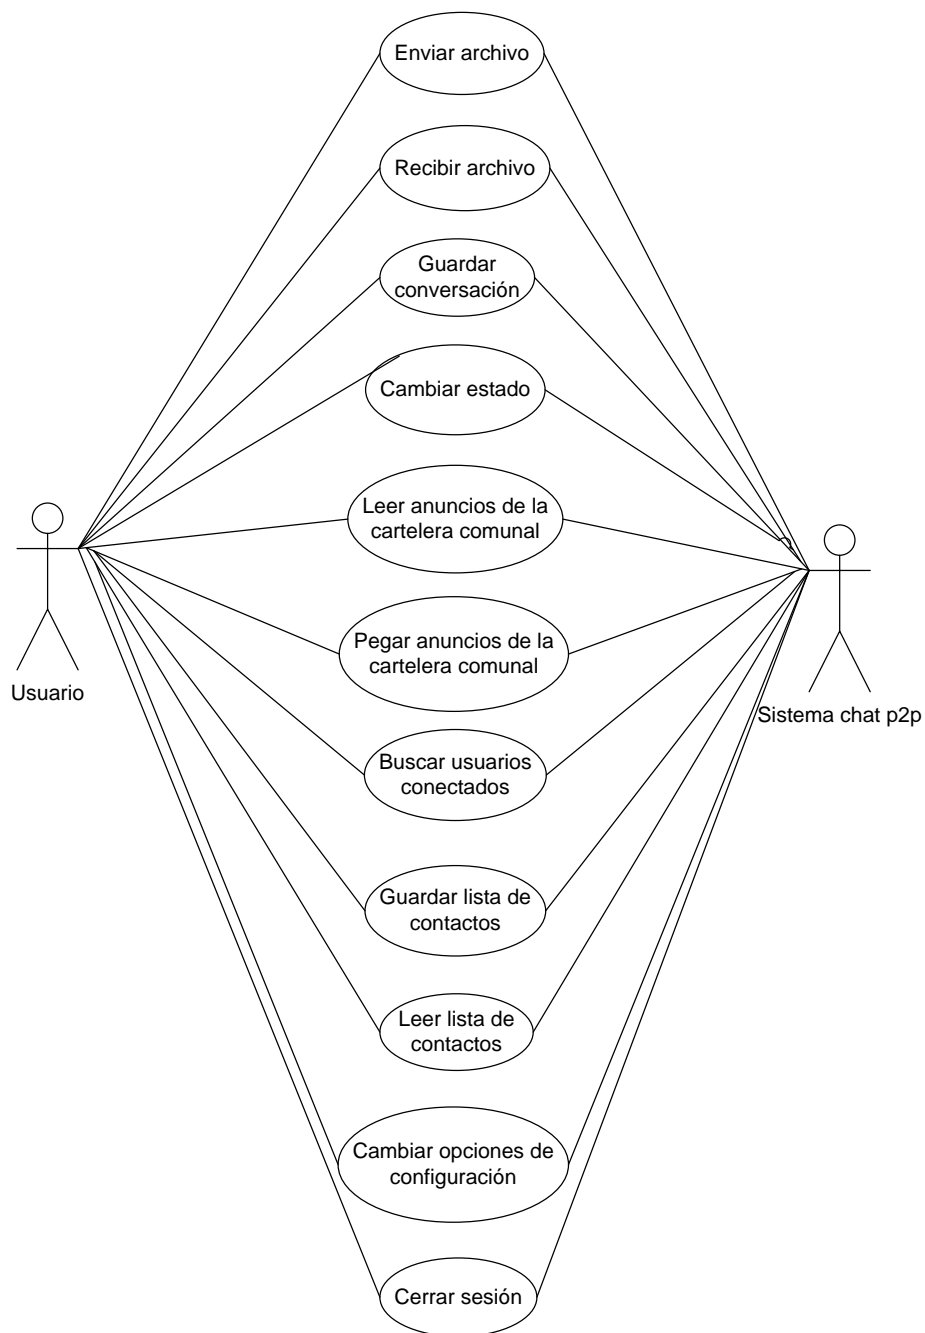 Enviar archivo
Recibir archivo
Guardar
conversación
Cambiar estado
Leer anuncios de la
cartelera comunal
Pegar anuncios de la
cartelera comunal
Usuario
Sistema chat p2p
Buscar usuarios
conectados
Guardar lista de
contactos
Leer lista de
contactos
Cambiar opciones de
configuración
Cerrar sesión